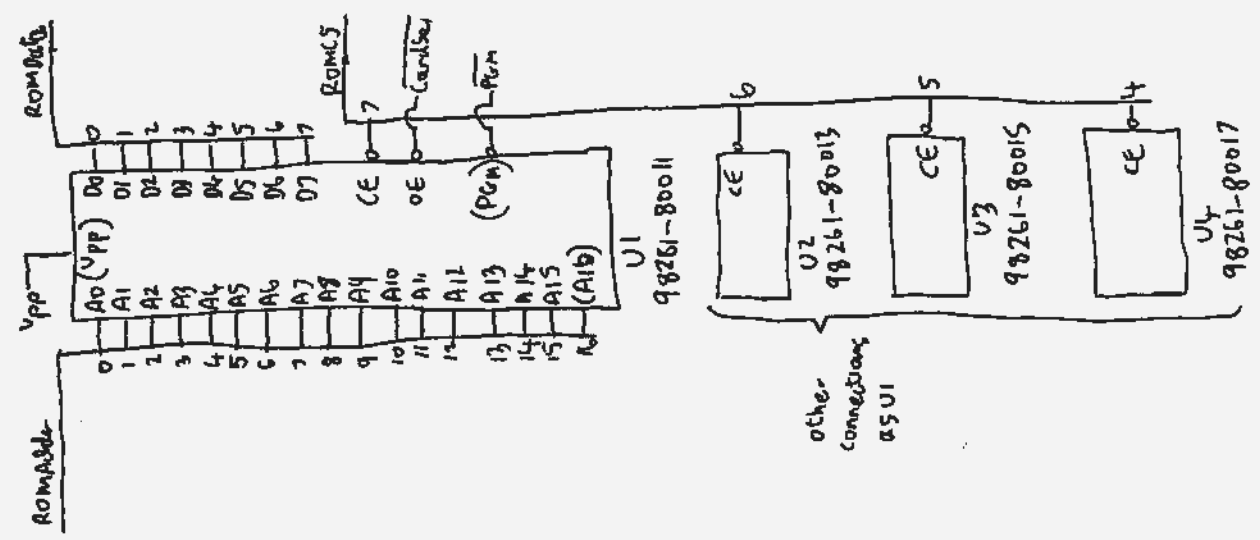 ROMAddr Vpp ROMData
0 A0 (VPP) D0 0
1 A1 D1 1
2 A2 D2 2
3 A3 D3 3
4 A4 D4 4
5 A5 D5 5
6 A6 D6 6
7 A7 D7 7
8 A8 ROMCS
9 A9 CE 7
10 A10
11 A11 OE CardSel
12 A12
13 A13 (PGM) PGM
14 A14
15 A15
16 (A16)
U1
98261-80011
CE 6
U2
98261-80013
other
connections
as U1
CE 5
U3
98261-80015
CE 4
U4
98261-80017